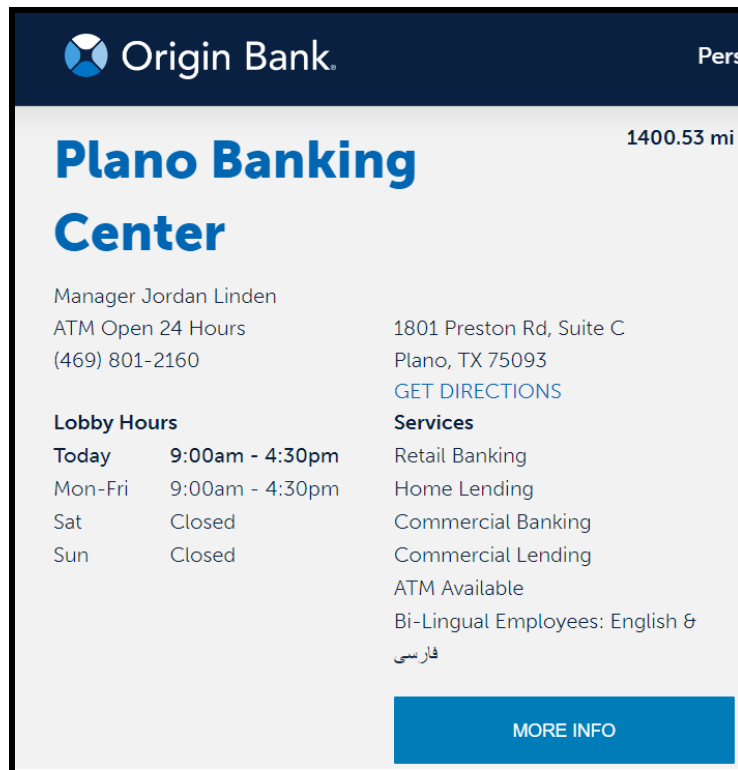 Origin Bank.
Pers
1400.53 mi
Plano Banking
Center
Manager Jordan Linden
ATM Open 24 Hours
(469) 801-2160
1801 Preston Rd, Suite C
Plano, TX 75093
GET DIRECTIONS
Lobby Hours
Today 9:00am - 4:30pm
Mon-Fri 9:00am - 4:30pm
Sat Closed
Sun Closed
Services
Retail Banking
Home Lending
Commercial Banking
Commercial Lending
ATM Available
Bi-Lingual Employees: English &
فارسی
MORE INFO